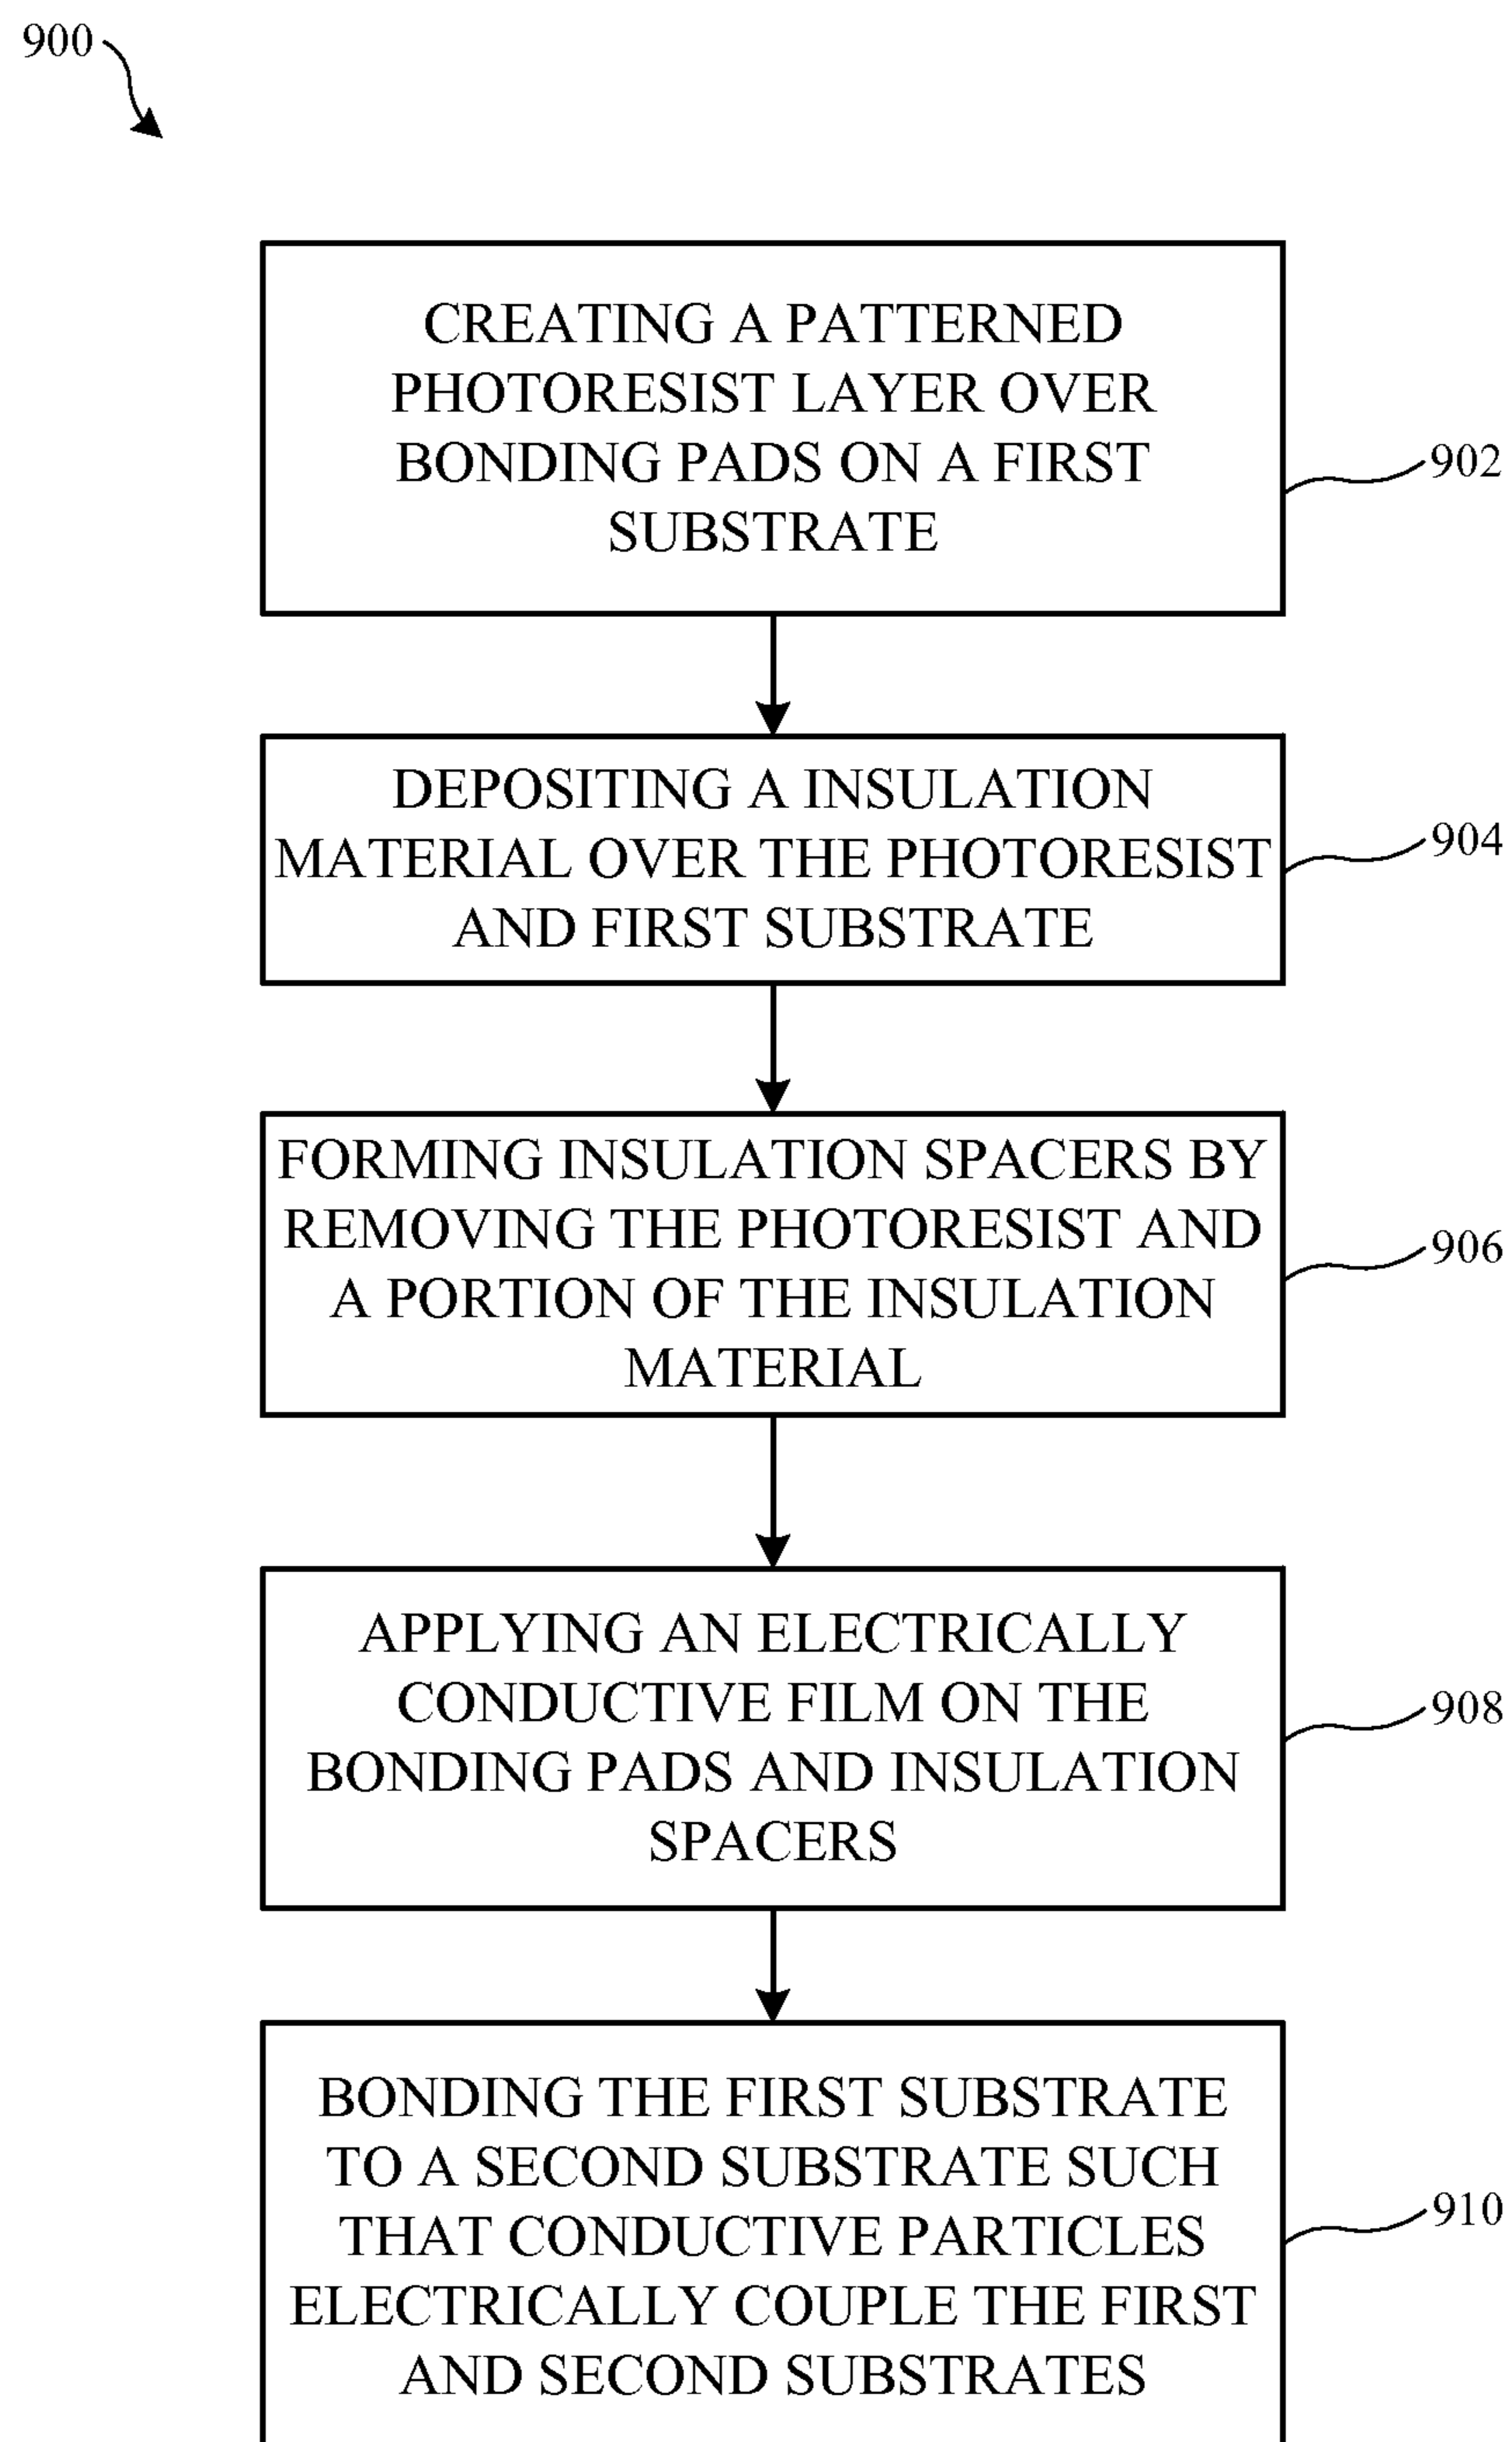 900
CREATING A PATTERNED
PHOTORESIST LAYER OVER
BONDING PADS ON A FIRST
SUBSTRATE
902
DEPOSITING A INSULATION
MATERIAL OVER THE PHOTORESIST
AND FIRST SUBSTRATE
904
FORMING INSULATION SPACERS BY
REMOVING THE PHOTORESIST AND
A PORTION OF THE INSULATION
MATERIAL
906
APPLYING AN ELECTRICALLY
CONDUCTIVE FILM ON THE
BONDING PADS AND INSULATION
SPACERS
908
BONDING THE FIRST SUBSTRATE
TO A SECOND SUBSTRATE SUCH
THAT CONDUCTIVE PARTICLES
ELECTRICALLY COUPLE THE FIRST
AND SECOND SUBSTRATES
910